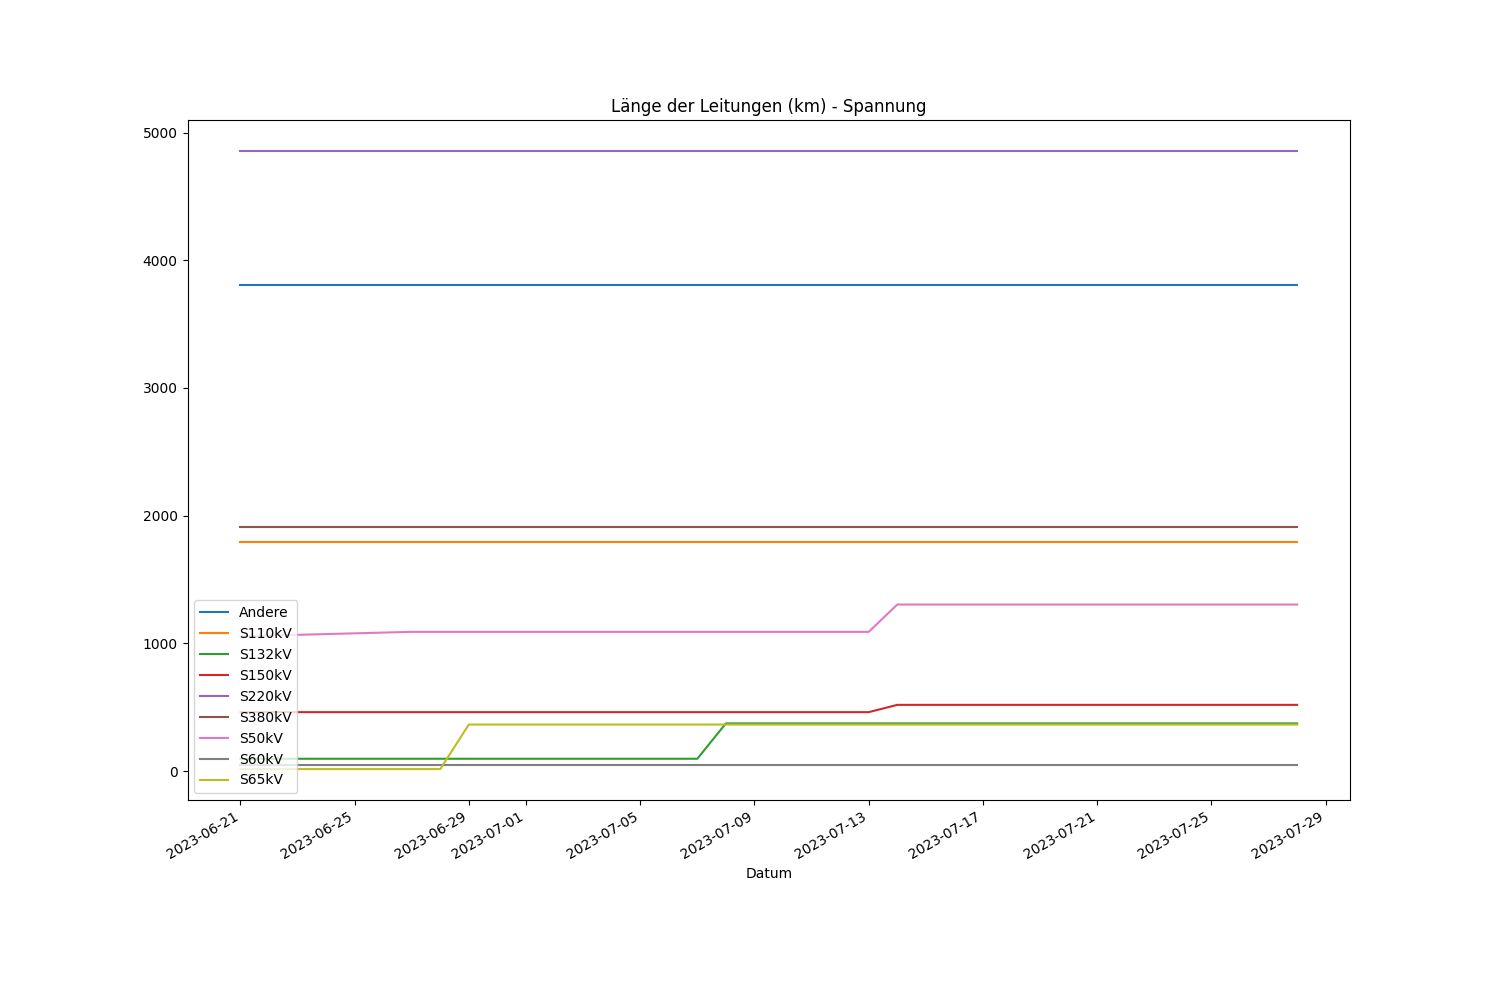 Länge der Leitungen (km) - Spannung
5000
4000
3000
2000
1000
0
Andere
S110kV
S132kV
S150kV
S220kV
S380kV
S50kV
S60kV
S65kV
2023-06-21
2023-06-25
2023-06-29
2023-07-01
2023-07-05
2023-07-09
2023-07-13
2023-07-17
2023-07-21
2023-07-25
2023-07-29
Datum